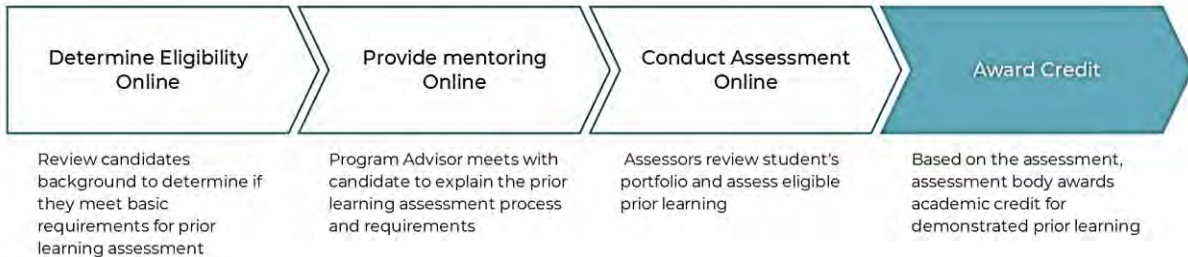 Determine Eligibility
Online
Provide mentoring
Online
Conduct Assessment
Online
Award Credit
Review candidates
background to determine if
they meet basic
requirements for prior
learning assessment
Program Advisor meets with
candidate to explain the prior
learning assessment process
and requirements
Assessors review student's
portfolio and assess eligible
prior learning
Based on the assessment,
assessment body awards
academic credit for
demonstrated prior learning